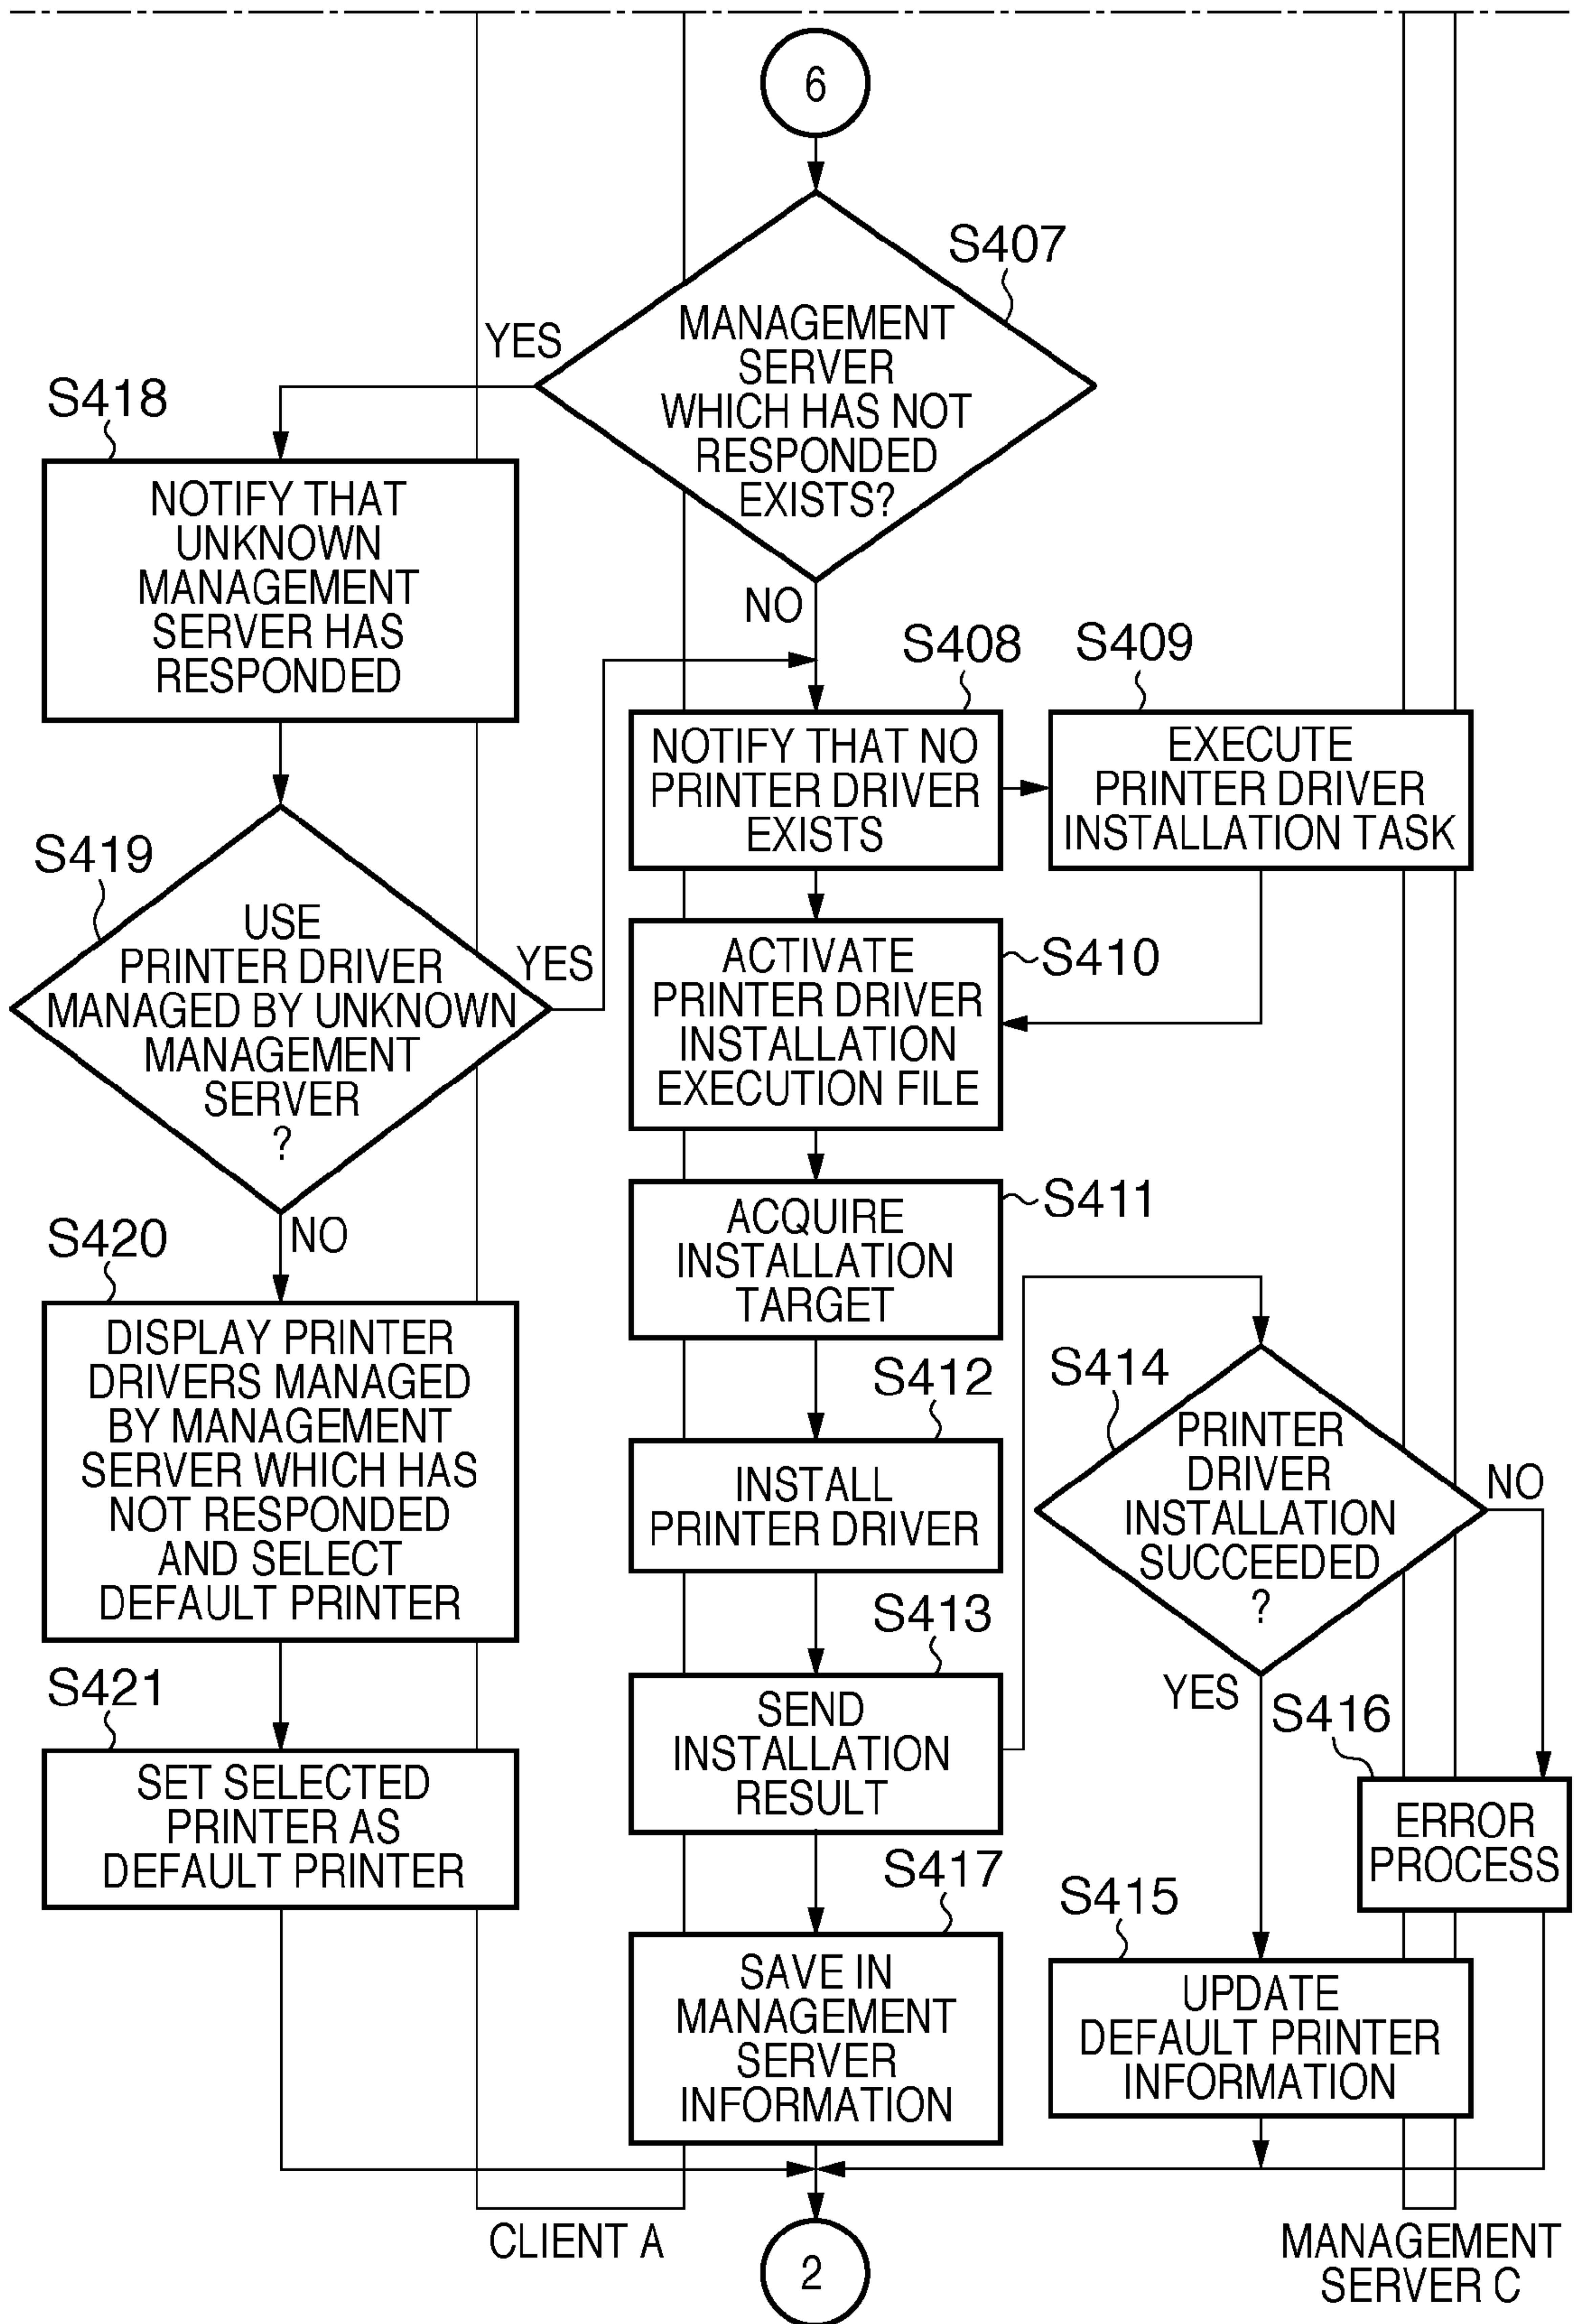 6
S407
MANAGEMENT
SERVER
WHICH HAS NOT
RESPONDED
EXISTS?
YES
NO
S418
NOTIFY THAT
UNKNOWN
MANAGEMENT
SERVER HAS
RESPONDED
S408
NOTIFY THAT NO
PRINTER DRIVER
EXISTS
S409
EXECUTE
PRINTER DRIVER
INSTALLATION TASK
S419
USE
PRINTER DRIVER
MANAGED BY UNKNOWN
MANAGEMENT
SERVER
?
YES
NO
S410
ACTIVATE
PRINTER DRIVER
INSTALLATION
EXECUTION FILE
S411
ACQUIRE
INSTALLATION
TARGET
S420
DISPLAY PRINTER
DRIVERS MANAGED
BY MANAGEMENT
SERVER WHICH HAS
NOT RESPONDED
AND SELECT
DEFAULT PRINTER
S412
INSTALL
PRINTER DRIVER
S414
PRINTER
DRIVER
INSTALLATION
SUCCEEDED
?
NO
YES
S413
SEND
INSTALLATION
RESULT
S421
SET SELECTED
PRINTER AS
DEFAULT PRINTER
S416
ERROR
PROCESS
S417
SAVE IN
MANAGEMENT
SERVER
INFORMATION
S415
UPDATE
DEFAULT PRINTER
INFORMATION
CLIENT A
2
MANAGEMENT
SERVER C